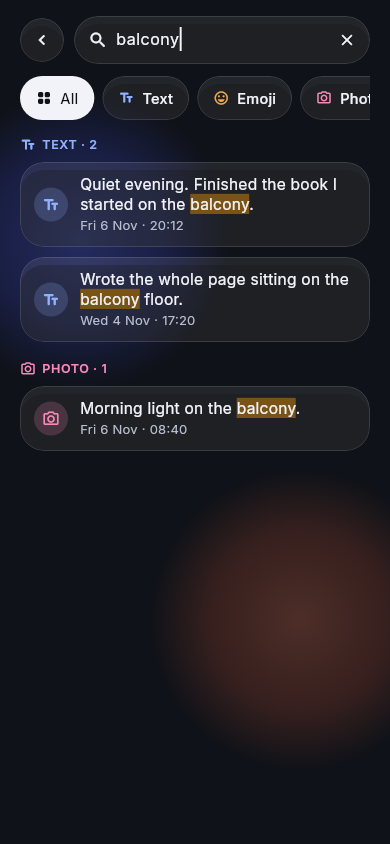 balcony
All
Text
Emoji
TEXT · 2
Quiet evening. Finished the book I
started on the balcony.
Fri 6 Nov · 20:12
Wrote the whole page sitting on the
balcony floor.
Wed 4 Nov · 17:20
PHOTO · 1
Morning light on the balcony.
Fri 6 Nov · 08:40